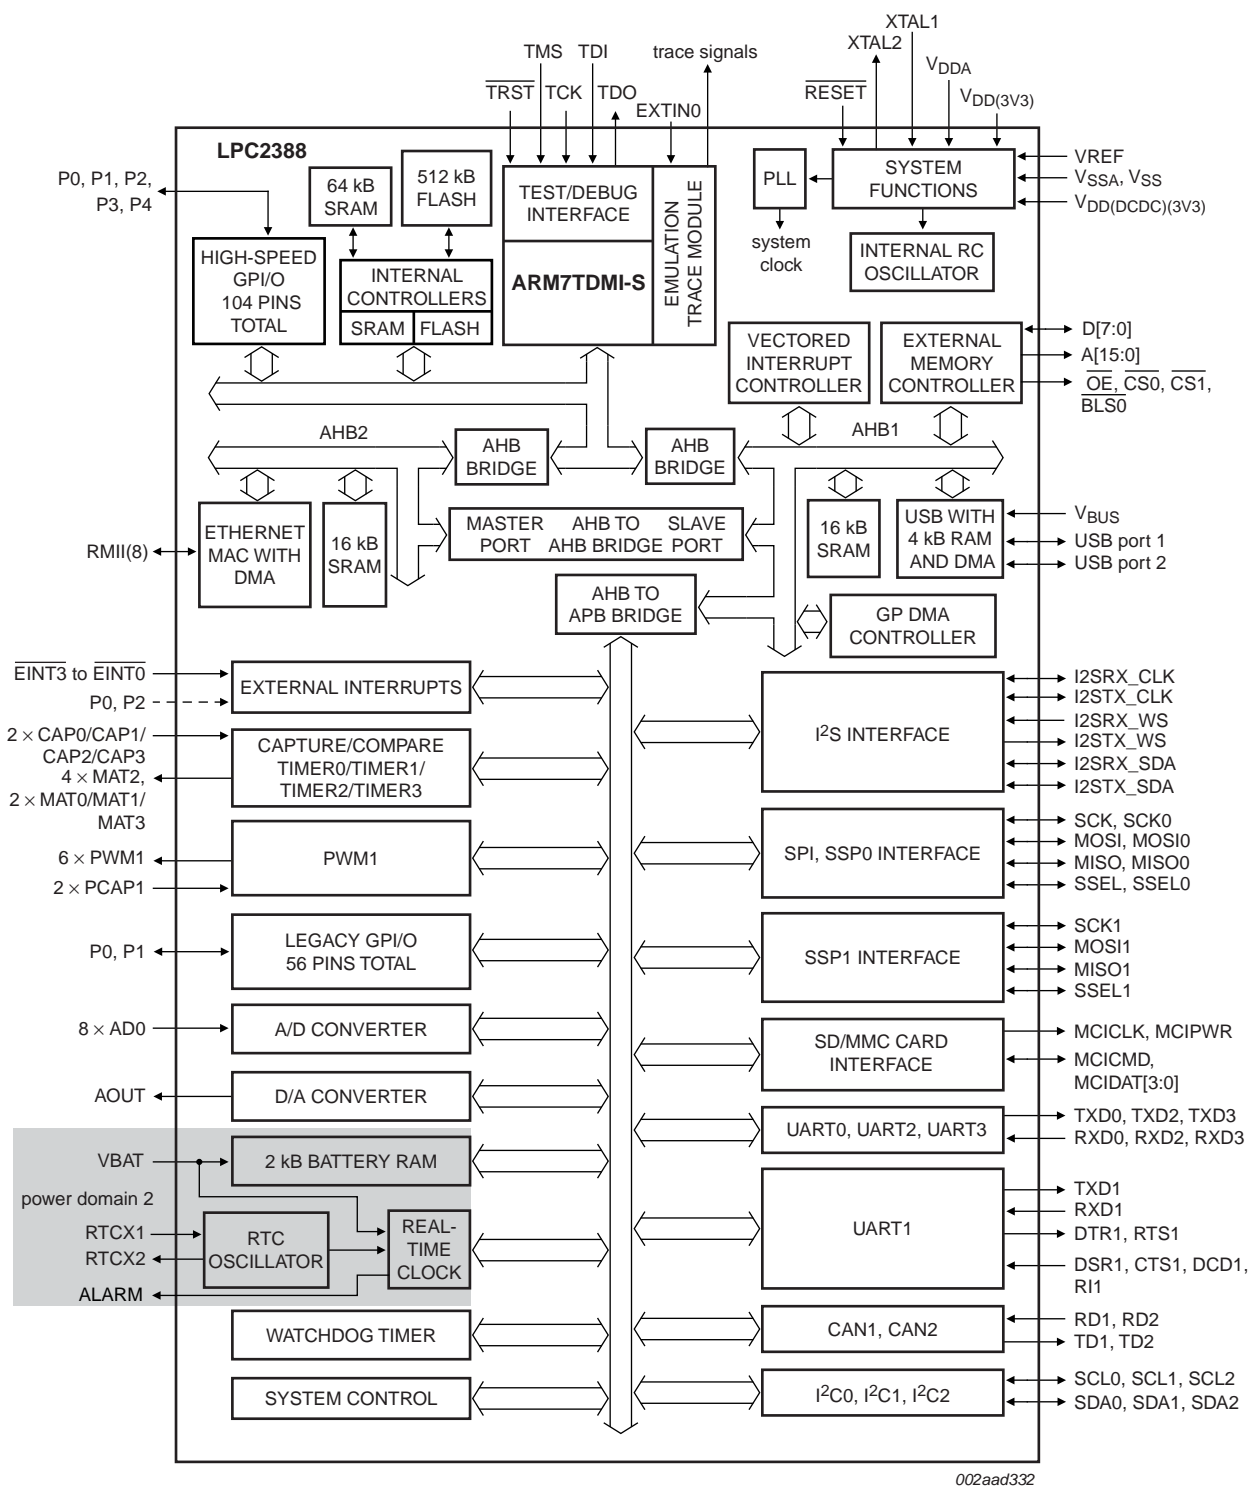 XTAL1
XTAL2
TMS TDI
trace signals
VDDA
TRST TCK TDO
RESET
VDD(3V3)
EXTIN0
LPC2388
P0, P1, P2,
P3, P4
64 kB
SRAM
512 kB
FLASH
TEST/DEBUG
INTERFACE
EMULATION
TRACE MODULE
PLL
SYSTEM
FUNCTIONS
VREF
VSSA, VSS
VDD(DCDC)(3V3)
system
clock
HIGH-SPEED
GPI/O
104 PINS
TOTAL
INTERNAL
CONTROLLERS
SRAM FLASH
ARM7TDMI-S
INTERNAL RC
OSCILLATOR
VECTORED
INTERRUPT
CONTROLLER
EXTERNAL
MEMORY
CONTROLLER
D[7:0]
A[15:0]
OE, CS0, CS1,
BLS0
AHB2
AHB
BRIDGE
AHB
BRIDGE
AHB1
RMII(8)
ETHERNET
MAC WITH
DMA
16 kB
SRAM
MASTER AHB TO SLAVE
PORT AHB BRIDGE PORT
16 kB
SRAM
USB WITH
4 kB RAM
AND DMA
VBUS
USB port 1
USB port 2
AHB TO
APB BRIDGE
GP DMA
CONTROLLER
EINT3 to EINT0
P0, P2
EXTERNAL INTERRUPTS
I2S INTERFACE
I2SRX_CLK
I2STX_CLK
I2SRX_WS
I2STX_WS
I2SRX_SDA
I2STX_SDA
2 × CAP0/CAP1/
CAP2/CAP3
4 × MAT2,
2 × MAT0/MAT1/
MAT3
CAPTURE/COMPARE
TIMER0/TIMER1/
TIMER2/TIMER3
SPI, SSP0 INTERFACE
SCK, SCK0
MOSI, MOSI0
MISO, MISO0
SSEL, SSEL0
6 × PWM1
2 × PCAP1
PWM1
P0, P1
LEGACY GPI/O
56 PINS TOTAL
SSP1 INTERFACE
SCK1
MOSI1
MISO1
SSEL1
8 × AD0
A/D CONVERTER
SD/MMC CARD
INTERFACE
MCICLK, MCIPWR
MCICMD,
MCIDAT[3:0]
AOUT
D/A CONVERTER
UART0, UART2, UART3
TXD0, TXD2, TXD3
RXD0, RXD2, RXD3
VBAT
2 kB BATTERY RAM
power domain 2
RTCX1
RTCX2
RTC
OSCILLATOR
REAL-
TIME
CLOCK
ALARM
UART1
TXD1
RXD1
DTR1, RTS1
DSR1, CTS1, DCD1,
RI1
WATCHDOG TIMER
CAN1, CAN2
RD1, RD2
TD1, TD2
SYSTEM CONTROL
I2C0, I2C1, I2C2
SCL0, SCL1, SCL2
SDA0, SDA1, SDA2
002aad332